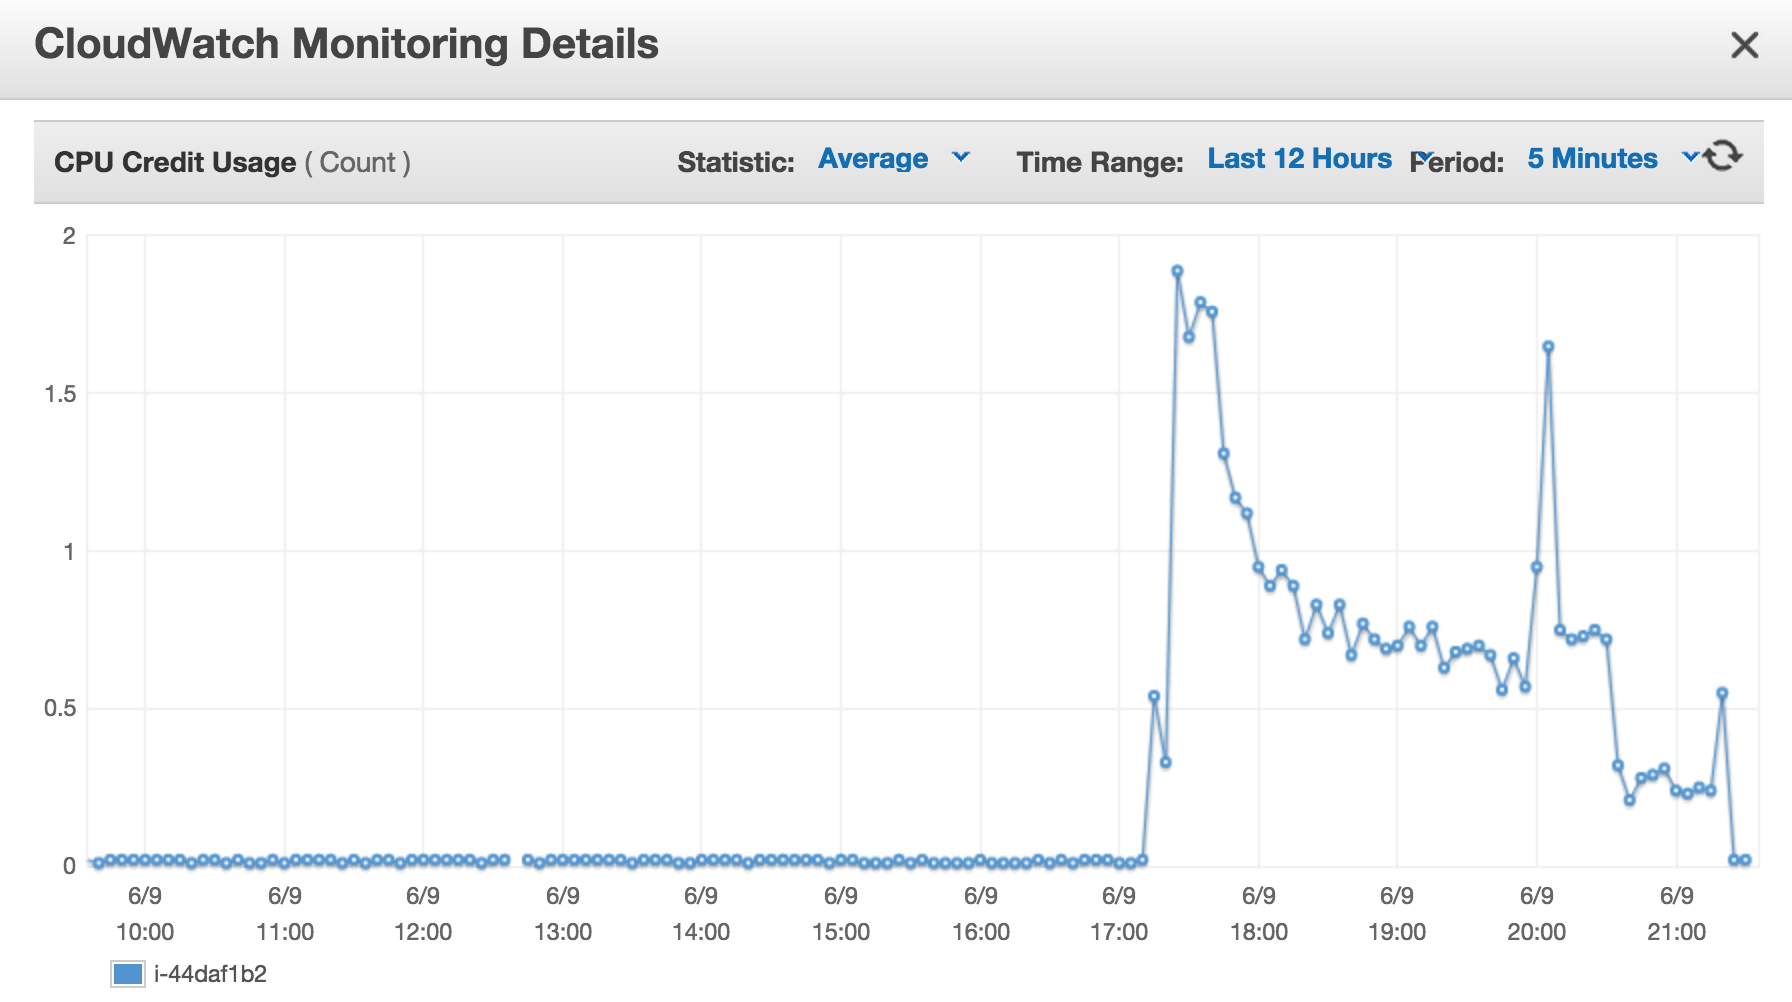 CloudWatch Monitoring Details
CPU Credit Usage ( Count ) Statistic: Average Time Range: Last 12 Hours Period: 5 Minutes
2
1.5
1
0.5
0
6/9 6/9 6/9 6/9 6/9 6/9 6/9 6/9 6/9 6/9 6/9 6/9
10:00 11:00 12:00 13:00 14:00 15:00 16:00 17:00 18:00 19:00 20:00 21:00
i-44daf1b2